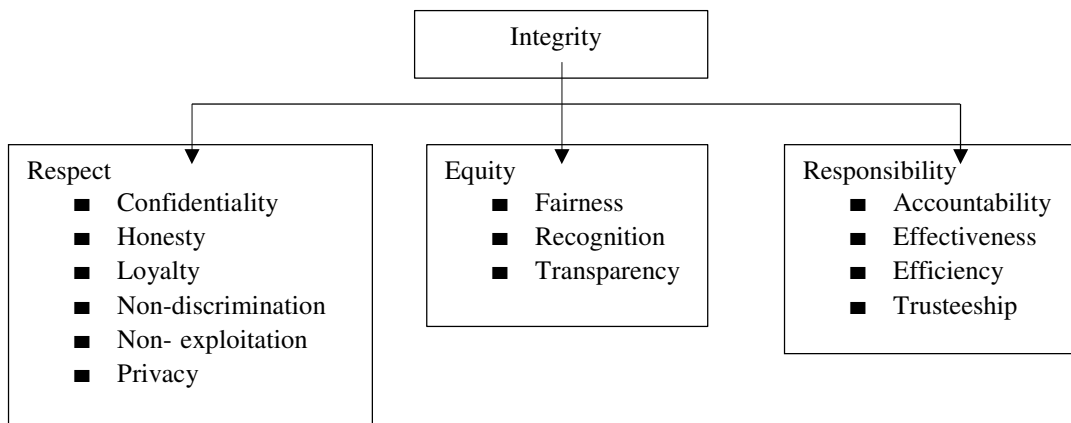 Integrity
Respect
■ Confidentiality
■ Honesty
■ Loyalty
■ Non-discrimination
■ Non- exploitation
■ Privacy
Equity
■ Fairness
■ Recognition
■ Transparency
Responsibility
■ Accountability
■ Effectiveness
■ Efficiency
■ Trusteeship